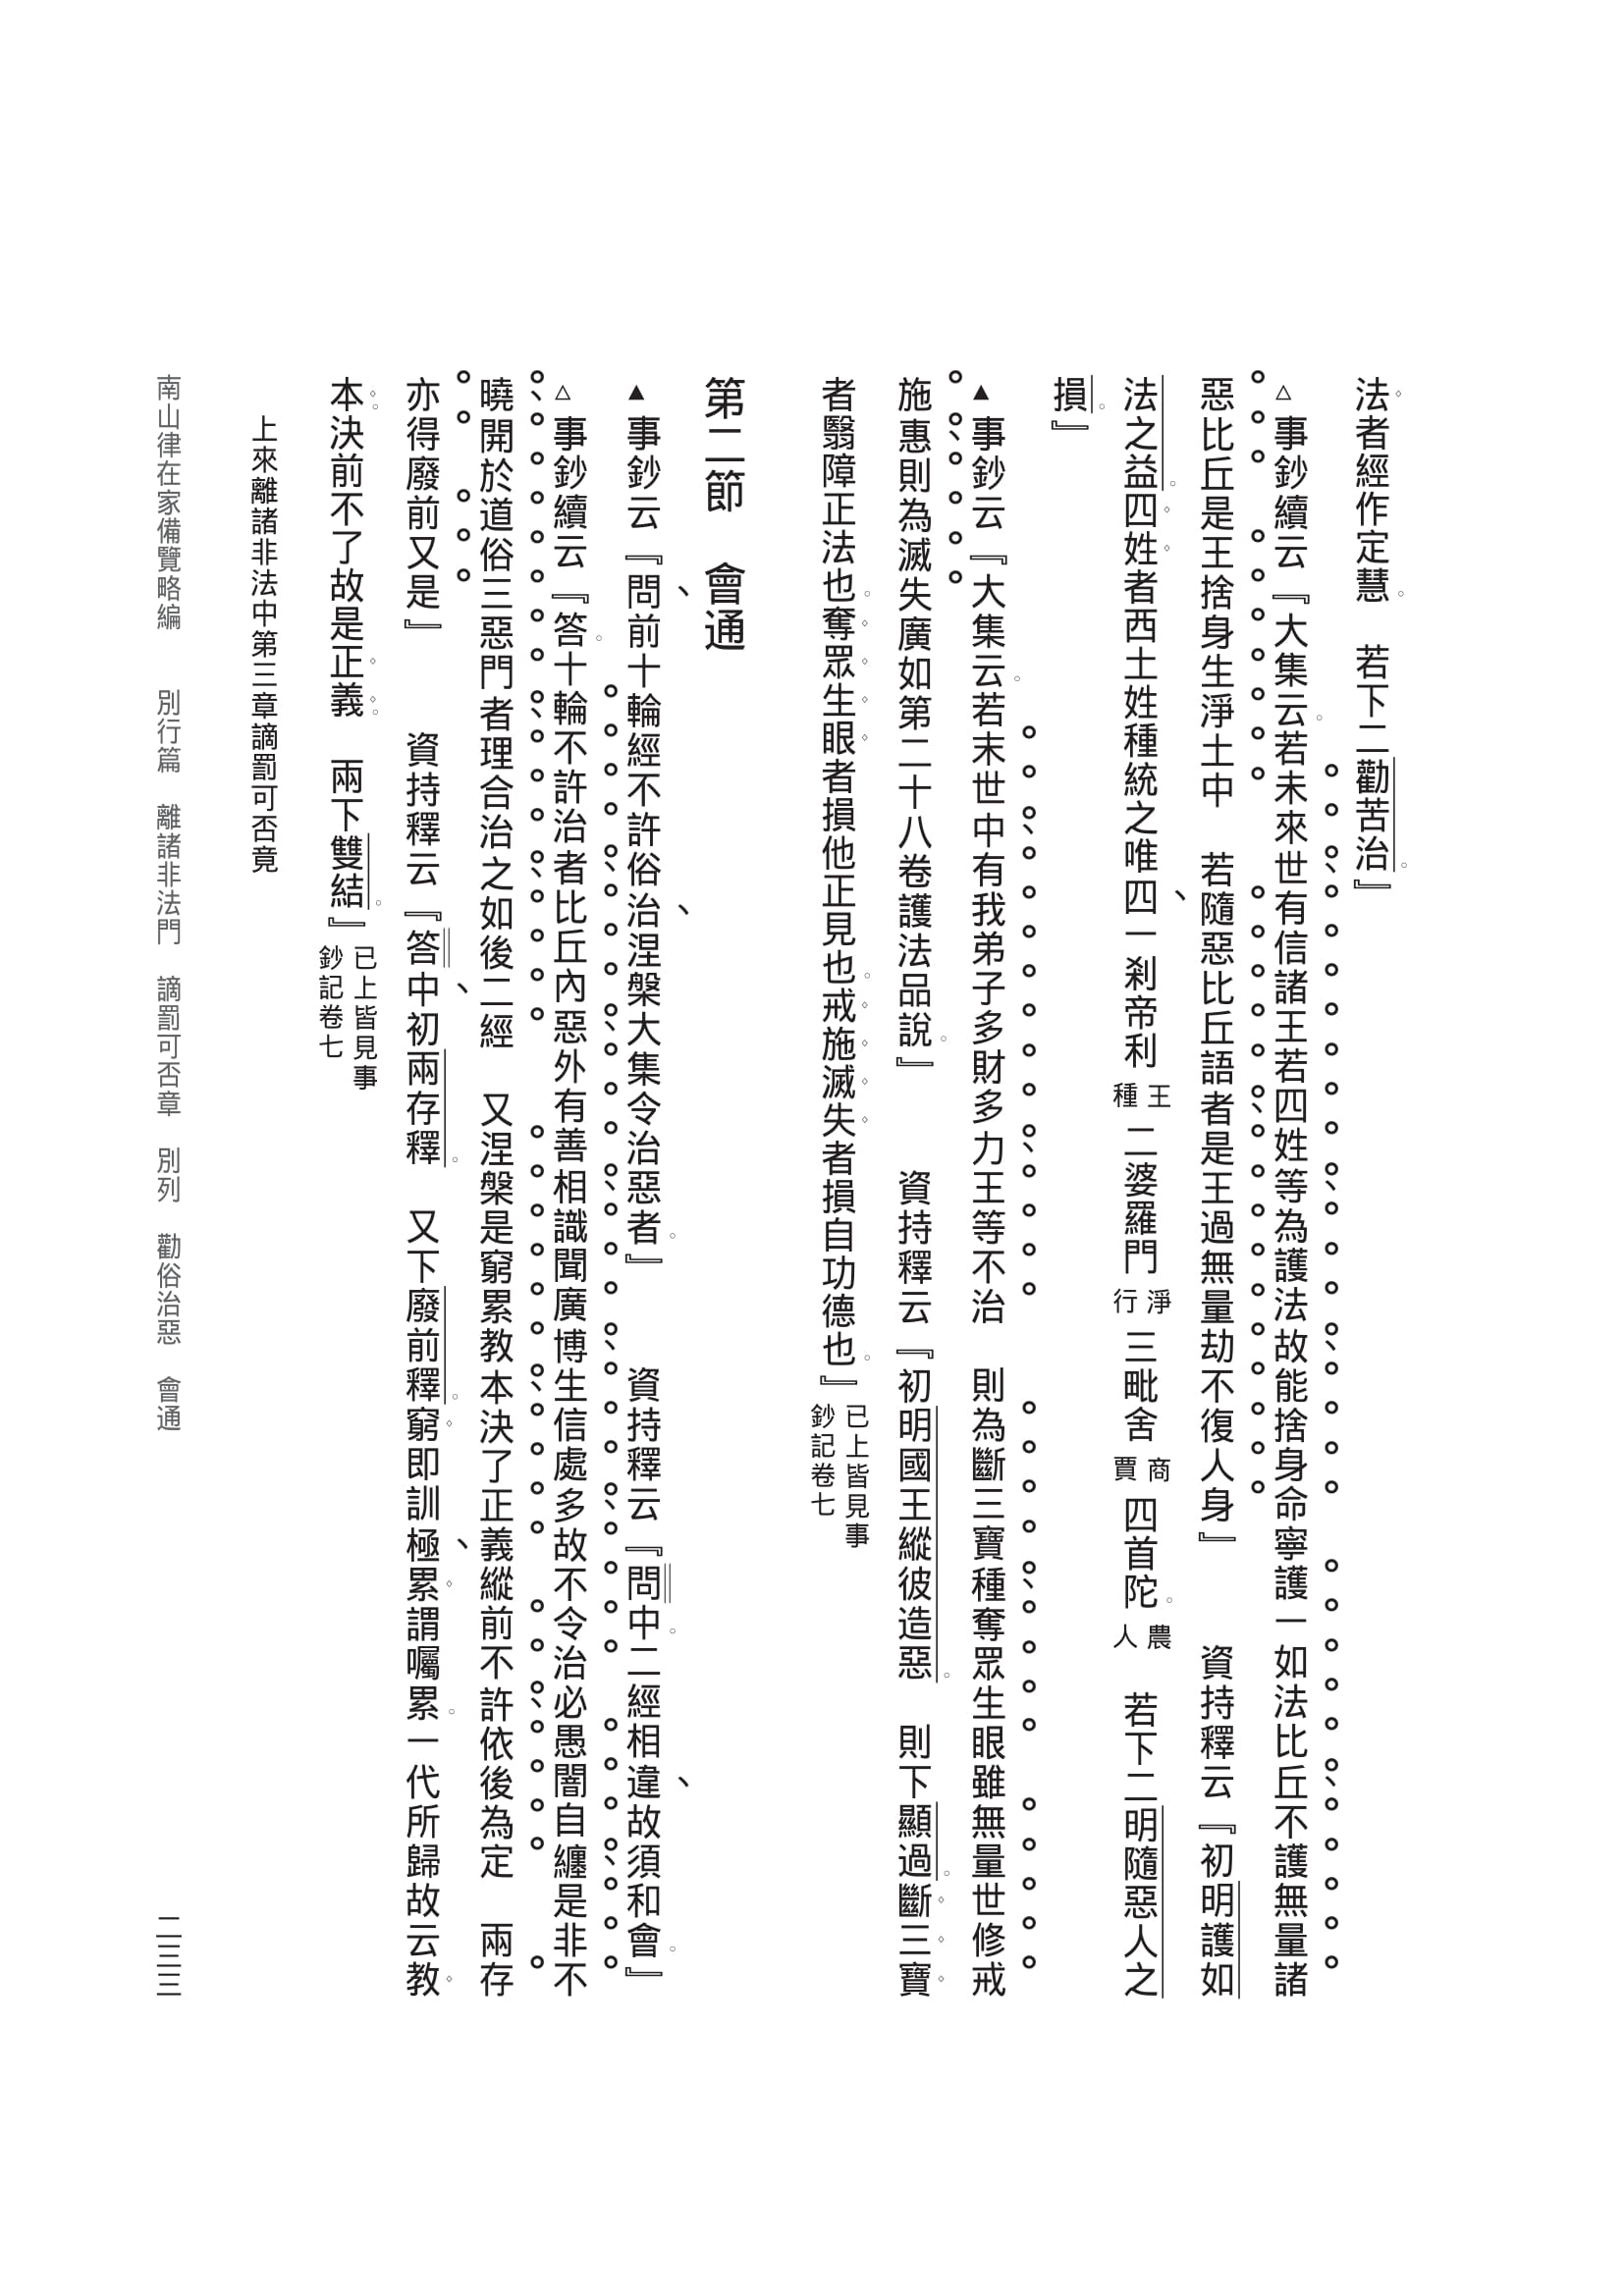 法者經作定慧　若下二勸苦治』
△事鈔續云『大集云若未來世有信諸王若四姓等為護法故能捨身命寧護一如法比丘不護無量諸
惡比丘是王捨身生淨土中　若隨惡比丘語者是王過無量劫不復人身』　　資持釋云『初明護如
法之益四姓者西土姓種統之唯四一剎帝利王種二婆羅門淨行三毗舍商賈四首陀農人　若下二明隨惡人之
損』
▲事鈔云『大集云若末世中有我弟子多財多力王等不治　則為斷三寶種奪眾生眼雖無量世修戒
施惠則為滅失廣如第二十八卷護法品說』　　資持釋云『初明國王縱彼造惡　則下顯過斷三寶
者翳障正法也奪眾生眼者損他正見也戒施滅失者損自功德也』已上皆見事鈔記卷七
第二節　會通
▲事鈔云『問前十輪經不許俗治涅槃大集令治惡者』　　資持釋云『問中二經相違故須和會』
△事鈔續云『答十輪不許治者比丘內惡外有善相識聞廣博生信處多故不令治必愚闇自纏是非不
曉開於道俗三惡門者理合治之如後二經　又涅槃是窮累教本決了正義縱前不許依後為定　兩存
亦得廢前又是』　　資持釋云『答中初兩存釋　又下廢前釋窮即訓極累謂囑累一代所歸故云教
本決前不了故是正義　兩下雙結』已上皆見事鈔記卷七
上來離諸非法中第三章謫罰可否竟
南山律在家備覽略編　　別行篇　離諸非法門　謫罰可否章　別列　勸俗治惡　會通
二三三